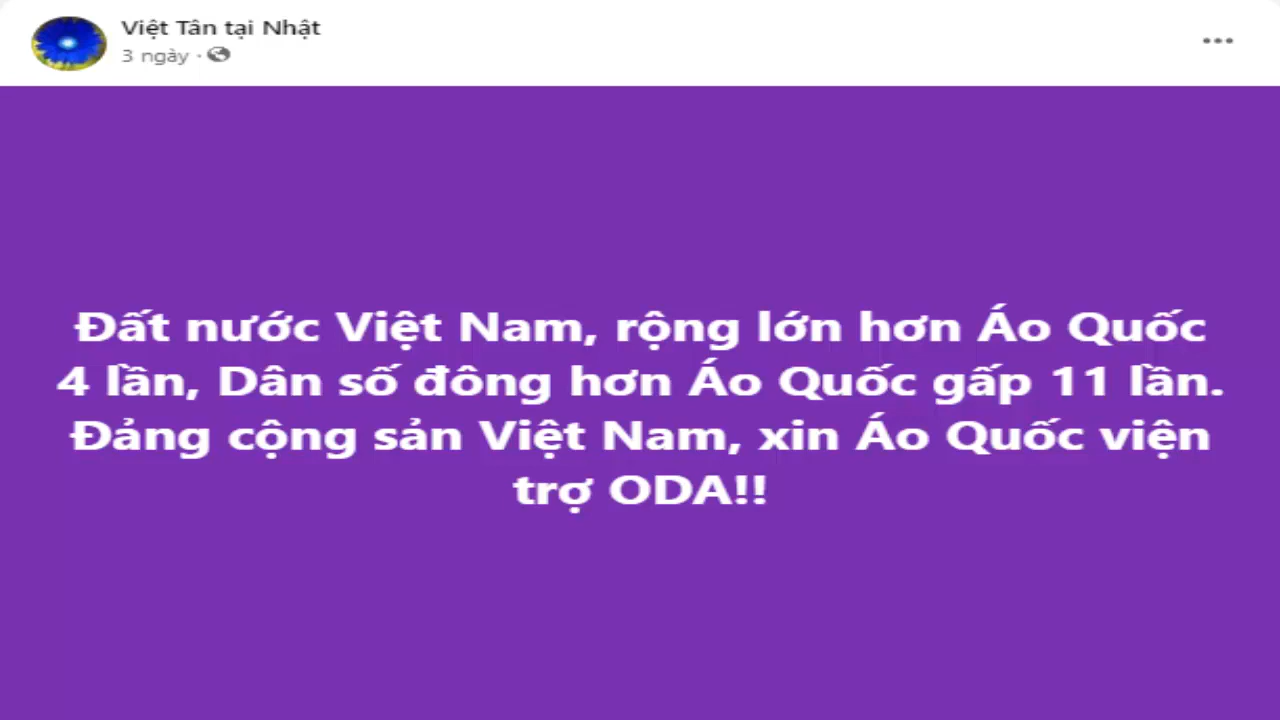 Việt Tân tại Nhật
3 ngày ·
Đất nước Việt Nam, rộng lớn hơn Áo Quốc
4 lần, Dân số đông hơn Áo Quốc gấp 11 lần.
Đảng cộng sản Việt Nam, xin Áo Quốc viện
trợ ODA!!